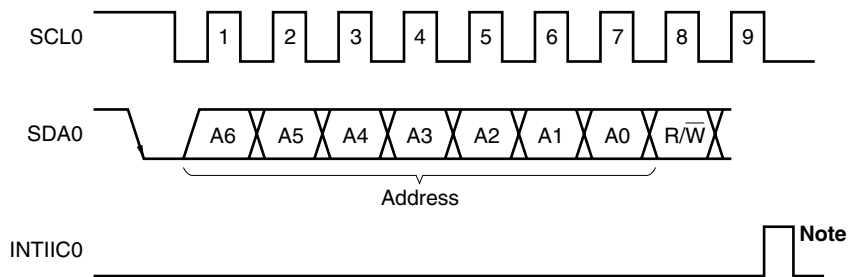 SCL0 1 2 3 4 5 6 7 8 9
SDA0 A6 A5 A4 A3 A2 A1 A0 R/W̅
Address
INTIIC0 Note